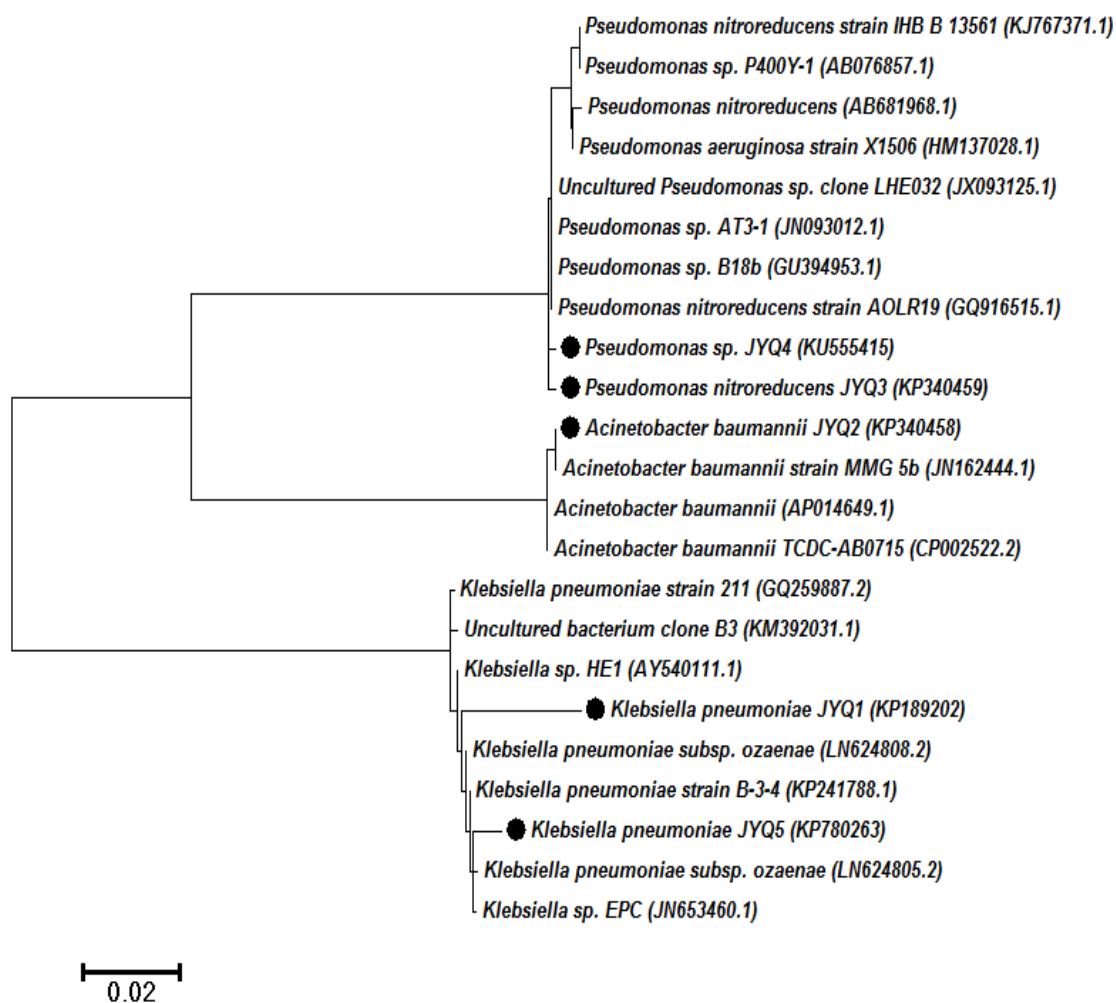 Pseudomonas nitroreducens strain IHB B 13561 (KJ767371.1)
Pseudomonas sp. P400Y-1 (AB076857.1)
Pseudomonas nitroreducens (AB681968.1)
Pseudomonas aeruginosa strain X1506 (HM137028.1)
Uncultured Pseudomonas sp. clone LHE032 (JX093125.1)
Pseudomonas sp. AT3-1 (JN093012.1)
Pseudomonas sp. B18b (GU394953.1)
Pseudomonas nitroreducens strain AOLR19 (GQ916515.1)
Pseudomonas sp. JYQ4 (KU555415)
Pseudomonas nitroreducens JYQ3 (KP340459)
Acinetobacter baumannii JYQ2 (KP340458)
Acinetobacter baumannii strain MMG 5b (JN162444.1)
Acinetobacter baumannii (AP014649.1)
Acinetobacter baumannii TCDC-AB0715 (CP002522.2)
Klebsiella pneumoniae strain 211 (GQ259887.2)
Uncultured bacterium clone B3 (KM392031.1)
Klebsiella sp. HE1 (AY540111.1)
Klebsiella pneumoniae JYQ1 (KP189202)
Klebsiella pneumoniae subsp. ozaenae (LN624808.2)
Klebsiella pneumoniae strain B-3-4 (KP241788.1)
Klebsiella pneumoniae JYQ5 (KP780263)
Klebsiella pneumoniae subsp. ozaenae (LN624805.2)
Klebsiella sp. EPC (JN653460.1)
0.02